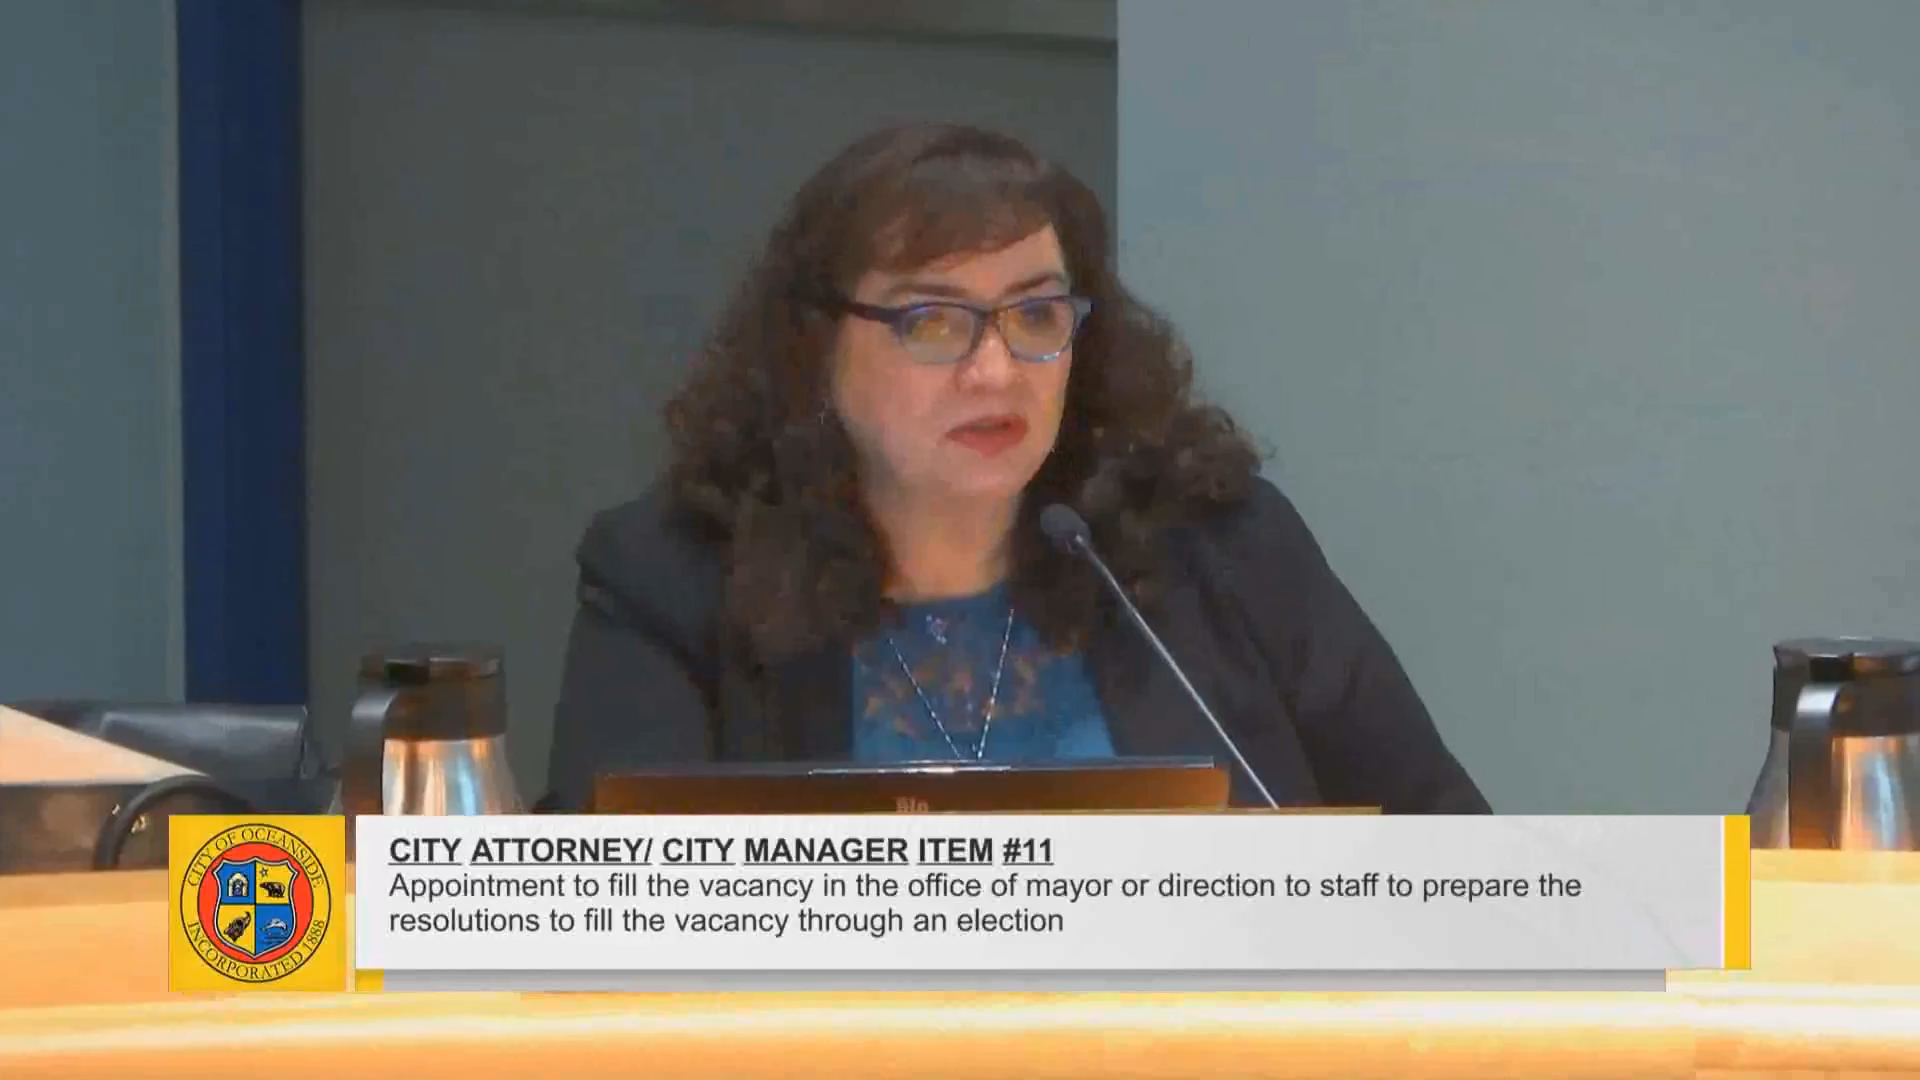 CITY ATTORNEY/ CITY MANAGER ITEM #11
Appointment to fill the vacancy in the office of mayor or direction to staff to prepare the
resolutions to fill the vacancy through an election
CITY OF OCEANSIDE
INCORPORATED 1888